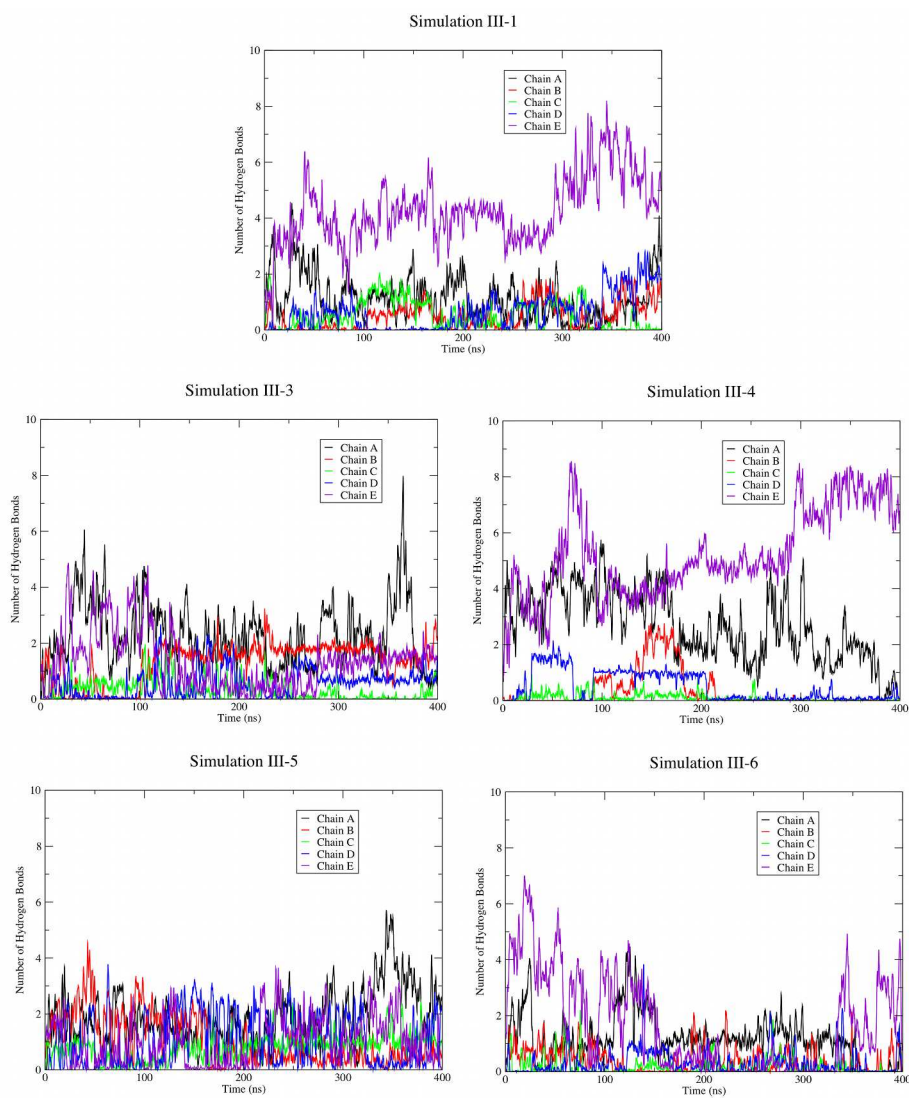 Simulation III-1
10
8
6
4
2
0
Number of Hydrogen Bonds
Chain A
Chain B
Chain C
Chain D
Chain E
0 100 200 300 400
Time (ns)
Simulation III-3
10
8
6
4
2
0
Number of Hydrogen Bonds
Chain A
Chain B
Chain C
Chain D
Chain E
0 100 200 300 400
Time (ns)
Simulation III-4
10
8
6
4
2
0
Number of Hydrogen Bonds
Chain A
Chain B
Chain C
Chain D
Chain E
0 100 200 300 400
Time (ns)
Simulation III-5
10
8
6
4
2
0
Number of Hydrogen Bonds
Chain A
Chain B
Chain C
Chain D
Chain E
0 100 200 300 400
Time (ns)
Simulation III-6
10
8
6
4
2
0
Number of Hydrogen Bonds
Chain A
Chain B
Chain C
Chain D
Chain E
0 100 200 300 400
Time (ns)